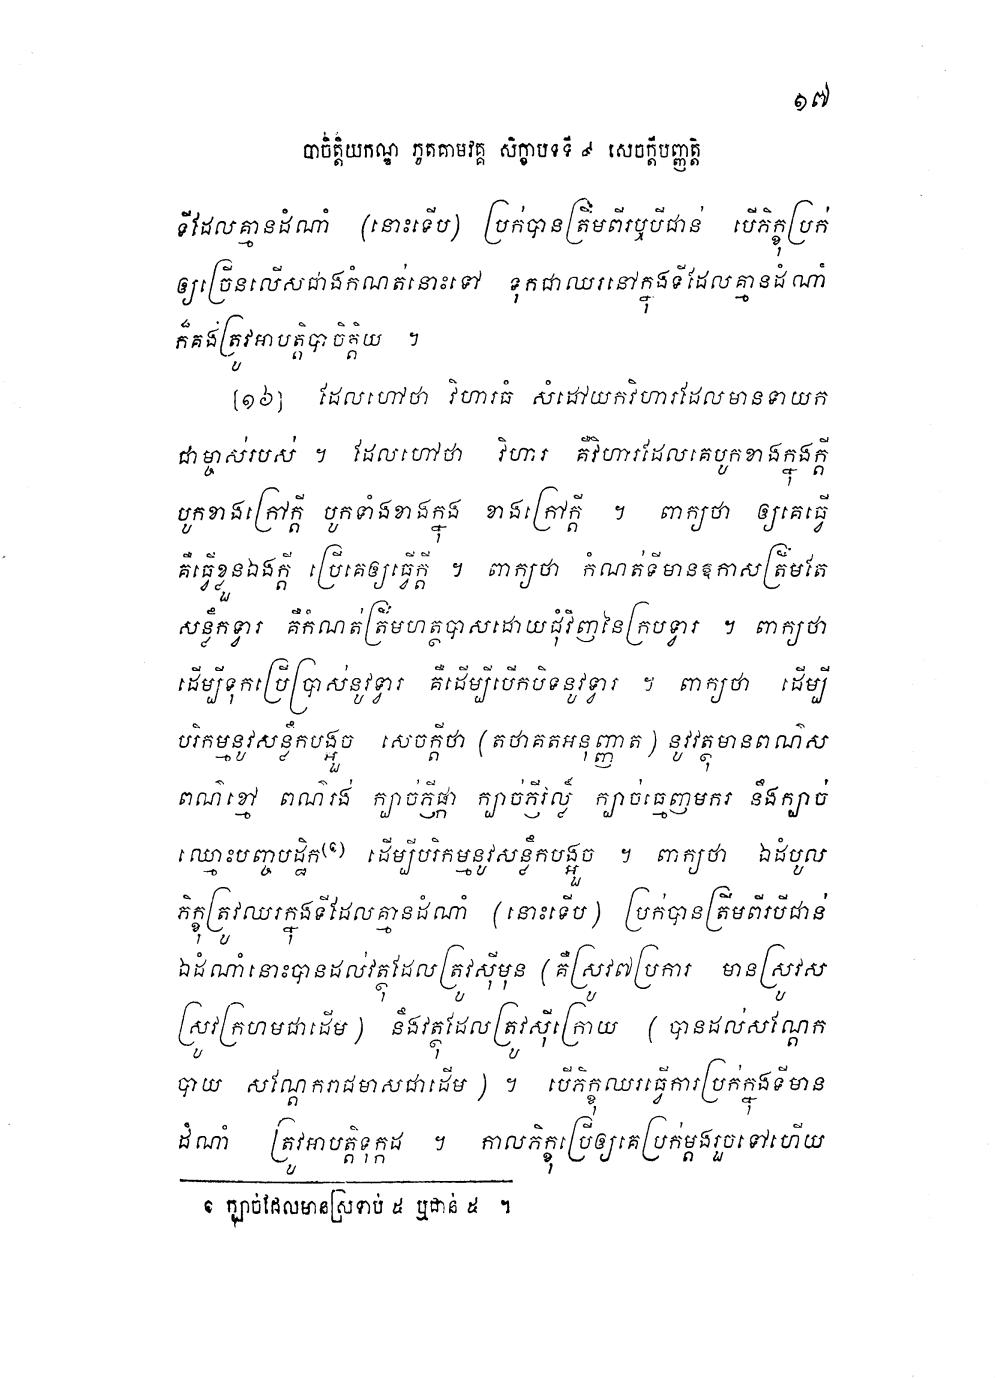 ១៧
បាចិត្តិយកណ្ឌ ភូតគាមវគ្គ សិក្ខាបទទី ៩ សេចក្តីបញ្ញត្តិ
ទីដែលគ្មានដំណាំ (នោះទើប) ប្រក់បានត្រឹមពីរឬបីជាន់ បើភិក្ខុប្រក់
ឲ្យច្រើនលើសជាងកំណត់នោះទៅ ទុកជាឈរនៅក្នុងទីដែលគ្មានដំណាំ
ក៏គង់ត្រូវអាបត្តិបាចិត្តិយ ។
[១៦] ដែលហៅថា វិហារធំ សំដៅយកវិហារដែលមានទាយក
ជាម្ចាស់របស់ ។ ដែលហៅថា វិហារ គឺវិហារដែលគេបូកខាងក្នុងក្តី
បូកខាងក្រៅក្តី បូកទាំងខាងក្នុង ខាងក្រៅក្តី ។ ពាក្យថា ឲ្យគេធ្វើ
គឺធ្វើខ្លួនឯងក្តី ប្រើគេឲ្យធ្វើក្តី ។ ពាក្យថា កំណត់ទីមានឱកាសត្រឹមតែ
សន្ទឹកទ្វារ គឺកំណត់ត្រឹមហត្ថបាសដោយជុំវិញនៃក្របទ្វារ ។ ពាក្យថា
ដើម្បីទុកប្រើប្រាស់នូវទ្វារ គឺដើម្បីបើកបិទនូវទ្វារ ។ ពាក្យថា ដើម្បី
បរិកម្មនូវសន្ទឹកបង្អួច សេចក្តីថា (តថាគតអនុញ្ញាត) នូវវត្ថុមានពណ៌ស
ពណ៌ខ្មៅ ពណ៌រង់ ក្បាច់ភ្ញីផ្កា ក្បាច់ភ្ញីវល្លិ៍ ក្បាច់ធ្មេញមករ នឹងក្បាច់
ឈ្មោះបញ្ចបដ្ឋិក(១) ដើម្បីបរិកម្មនូវសន្ទឹកបង្អួច ។ ពាក្យថា ឯដំបូល
ភិក្ខុត្រូវឈរក្នុងទីដែលគ្មានដំណាំ (នោះទើប) ប្រក់បានត្រឹមពីរបីជាន់
ឯដំណាំនោះបានដល់វត្ថុដែលត្រូវស៊ីមុន (គឺស្រូវ៧ប្រការ មានស្រូវស
ស្រូវក្រហមជាដើម) នឹងវត្ថុដែលត្រូវស៊ីក្រោយ (បានដល់សណ្តែក
បាយ សណ្តែករាជមាសជាដើម) ។ បើភិក្ខុឈរធ្វើការប្រក់ក្នុងទីមាន
ដំណាំ ត្រូវអាបត្តិទុក្កដ ។ កាលភិក្ខុប្រើឲ្យគេប្រក់ម្តងរួចទៅហើយ
១ ក្បាច់ដែលមានស្រទាប់ ៥ ឬជាន់ ៥ ។